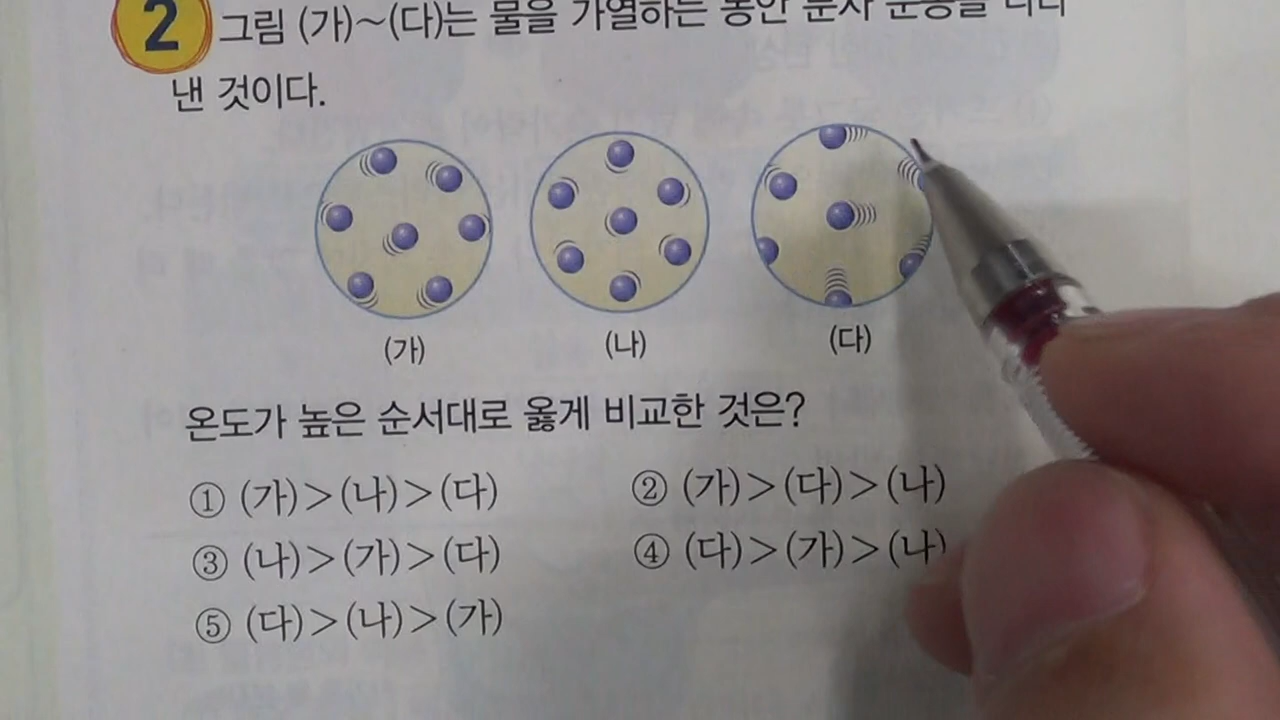 2 그림 (가)~(다)는 물을 가열하는 동안 분자 운동을 나타
낸 것이다.
(가) (나) (다)
온도가 높은 순서대로 옳게 비교한 것은?
① (가)>(나)>(다) ② (가)>(다)>(나)
③ (나)>(가)>(다) ④ (다)>(가)>(나)
⑤ (다)>(나)>(가)